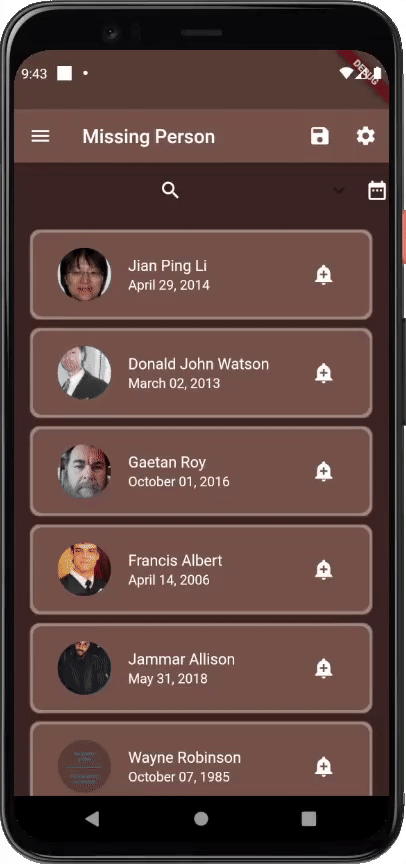 9:43
DEBUG
Missing Person
Jian Ping Li
April 29, 2014
Donald John Watson
March 02, 2013
Gaetan Roy
October 01, 2016
Francis Albert
April 14, 2006
Jammar Allison
May 31, 2018
Wayne Robinson
October 07, 1985